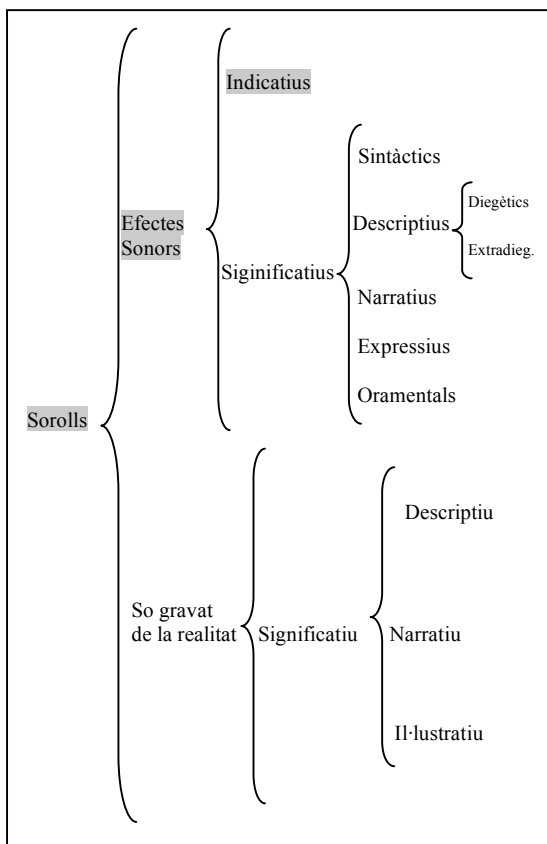 Indicatius
Sintàctics
Diegètics
Efectes
Sonors
Descriptius
Extradieg.
Siginificatius
Narratius
Expressius
Oramentals
Sorolls
Descriptiu
So gravat
de la realitat
Significatiu
Narratiu
Il·lustratiu